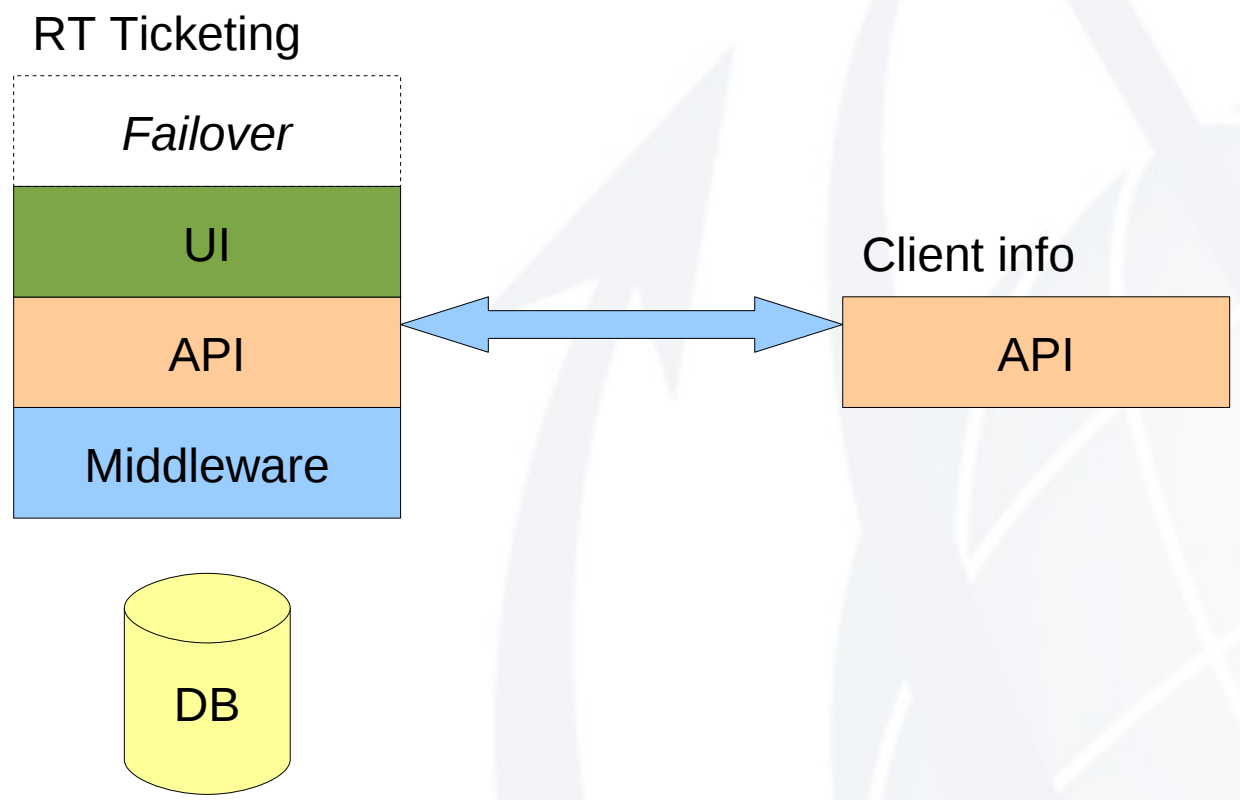 RT Ticketing
Failover
UI
Client info
API
API
Middleware
DB